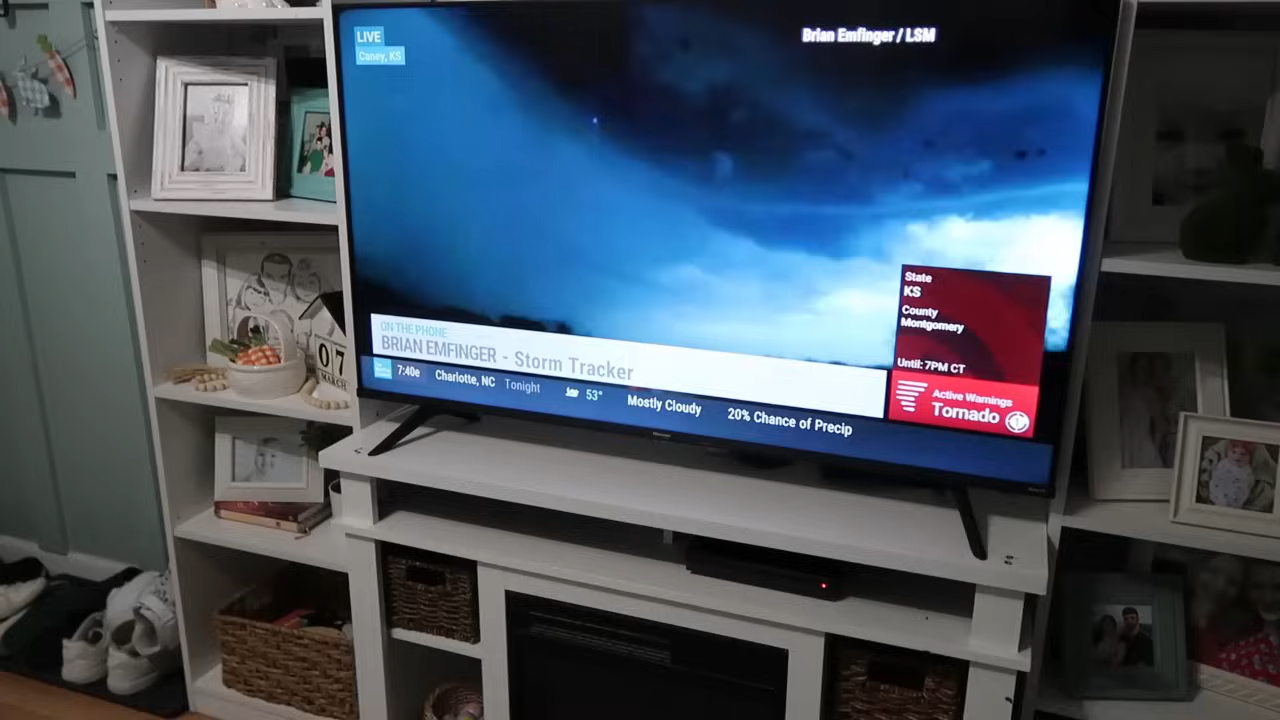 LIVE
Caney, KS
Brian Emfinger / LSM
State
KS
County
Montgomery
Until: 7PM CT
Active Warnings
Tornado
ON THE PHONE
BRIAN EMFINGER - Storm Tracker
7:40e
Charlotte, NC
Tonight
53°
Mostly Cloudy
20% Chance of Precip
07
MARCH